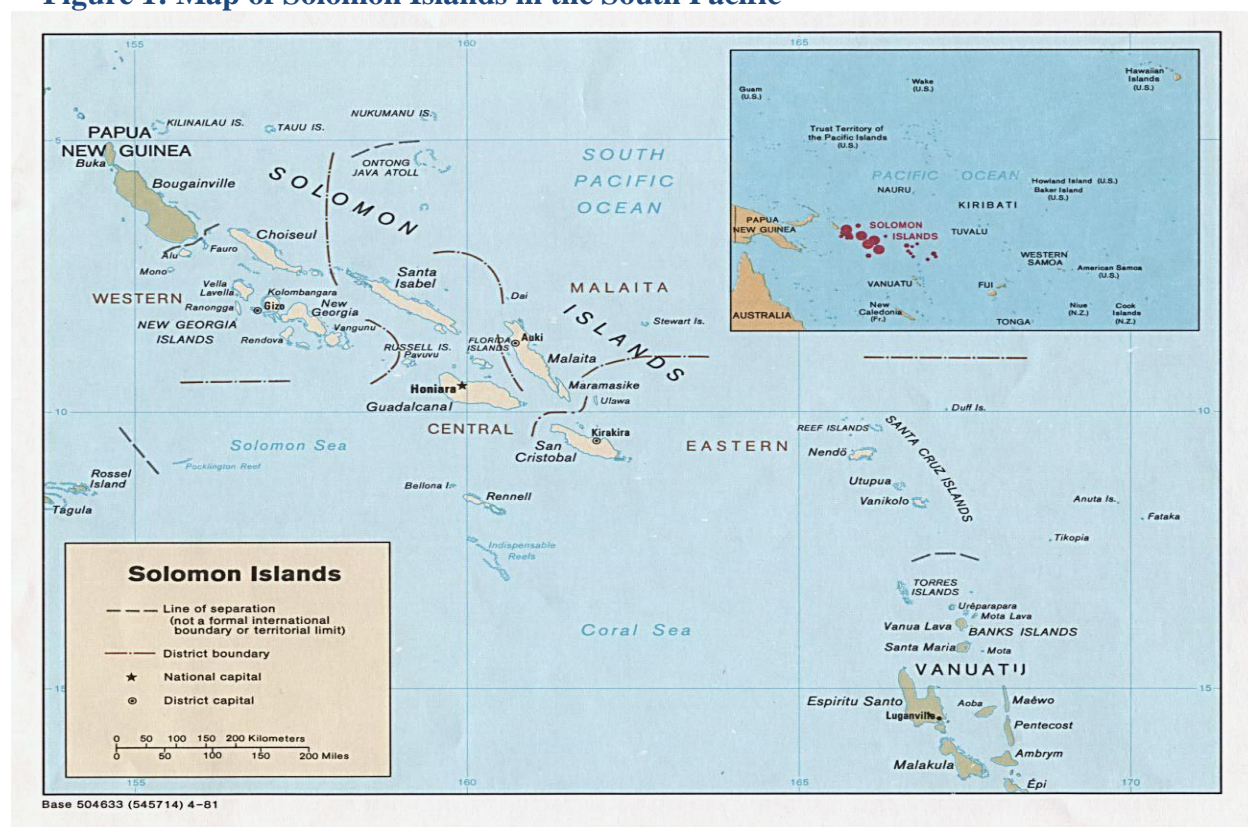 Figure 1: Map of Solomon Islands in the South Pacific
155
160
165
KILINAILAU IS.
TAUU IS.
NUKUMANU IS.
PAPUA
NEW GUINEA
5
Buka
Bougainville
ONTONG
JAVA ATOLL
SOLOMON
ISLANDS
SOUTH
PACIFIC
OCEAN
Choiseul
Alu
Fauro
Mono
Vella
Lavella
WESTERN
Ranongga
Gizo
Kolombangara
New
Georgia
NEW GEORGIA
ISLANDS
Vangunu
Rendova
Santa
Isabel
Dai
MALAITA
Stewart Is.
RUSSELL IS.
Pavuvu
FLORIDA
ISLANDS
Auki
Malaita
Honiara
Guadalcanal
Maramasike
Ulawa
10
10
CENTRAL
Kirakira
San
Cristobal
EASTERN
Solomon Sea
Pocklington Reef
Rossel
Island
Tagula
Bellona I.
Rennell
Indispensable
Reefs
Duff Is.
REEF ISLANDS
SANTA CRUZ ISLANDS
Nendö
Utupua
Vanikolo
Anuta Is.
Fataka
Tikopia
Coral Sea
TORRES
ISLANDS
Uréparapara
Mota Lava
Vanua Lava
BANKS ISLANDS
Santa Maria
Mota
VANUATU
15
15
Espiritu Santo
Luganville
Aoba
Maéwo
Pentecost
Ambrym
Malakula
Épi
155
160
165
170
Guam
(U.S.)
Wake
(U.S.)
Hawaiian
Islands
(U.S.)
Trust Territory of
the Pacific Islands
(U.S.)
PACIFIC OCEAN
NAURU
Howland Island (U.S.)
Baker Island
(U.S.)
KIRIBATI
PAPUA
NEW GUINEA
SOLOMON
ISLANDS
TUVALU
WESTERN
SAMOA
American Samoa
(U.S.)
VANUATU
FIJI
New
Caledonia
(Fr.)
Niue
(N.Z.)
Cook
Islands
(N.Z.)
AUSTRALIA
TONGA
Solomon Islands
Line of separation
(not a formal international
boundary or territorial limit)
District boundary
National capital
District capital
0 50 100 150 200 Kilometers
0 50 100 150 200 Miles
Base 504633 (545714) 4-81